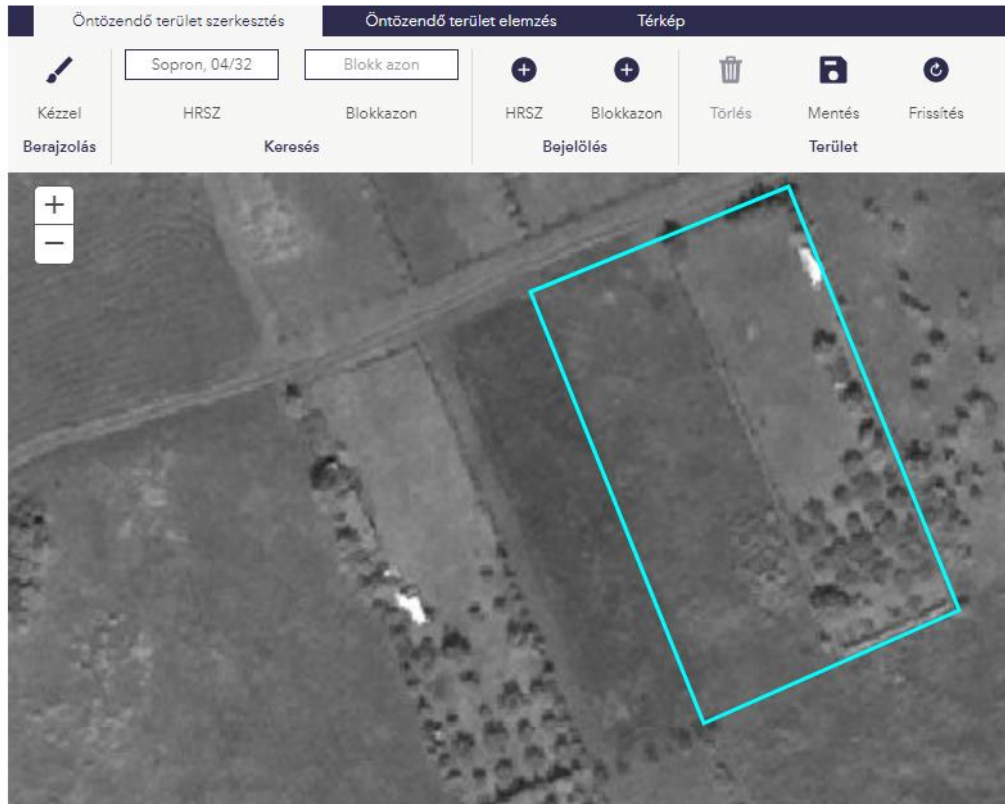 Öntözendő terület szerkesztés Öntözendő terület elemzés Térkép
Sopron, 04/32 Blokk azon
Kézzel HRSZ Blokkazon HRSZ Blokkazon Törlés Mentés Frissítés
Berajzolás Keresés Bejelölés Terület
+
−